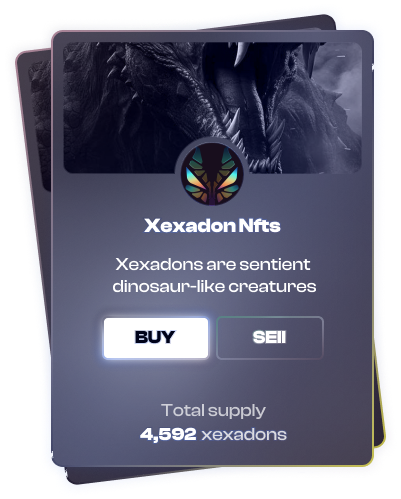 Xexadon Nfts
Xexadons are sentient
dinosaur-like creatures
BUY
SEll
Total supply
4,592 xexadons